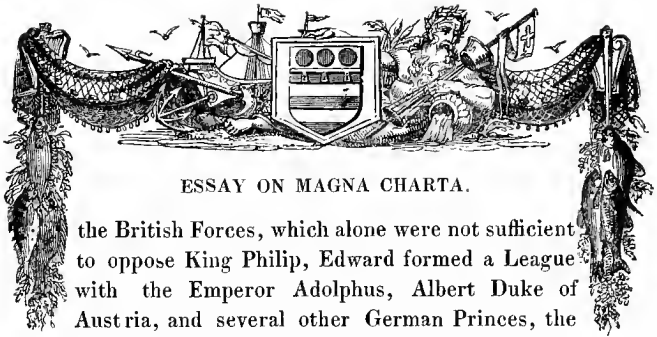 ESSAY ON MAGNA CHARTA.
the British Forces, which alone were not sufficient
to oppose King Philip, Edward formed a League
with the Emperor Adolphus, Albert Duke of
Austria, and several other German Princes, the